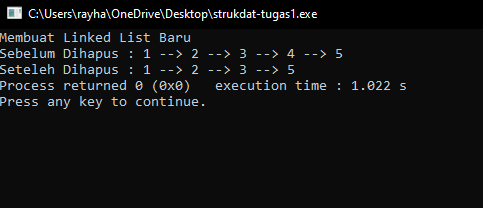 C:\Users\rayha\OneDrive\Desktop\strukdat-tugas1.exe
Membuat Linked List Baru
Sebelum Dihapus : 1 --> 2 --> 3 --> 4 --> 5
Seteleh Dihapus : 1 --> 2 --> 3 --> 5
Process returned 0 (0x0)   execution time : 1.022 s
Press any key to continue.